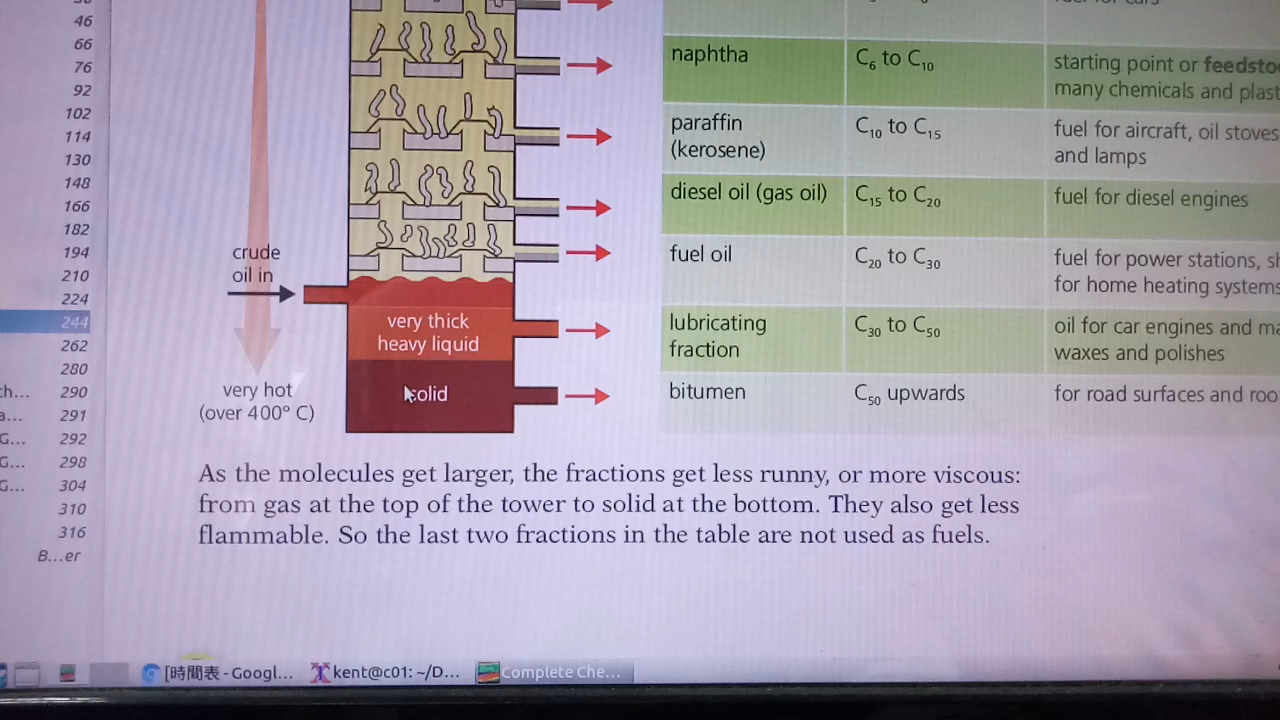 46
66
76
92
102
114
130
148
166
182
194
210
224
244
262
280
ch... 290
a... 291
G... 292
G... 298
G... 304
310
316
B...er
crude
oil in
very hot
(over 400° C)
very thick
heavy liquid
solid
naphtha C6 to C10 starting point or feedsto
many chemicals and plast
paraffin C10 to C15 fuel for aircraft, oil stoves
(kerosene) and lamps
diesel oil (gas oil) C15 to C20 fuel for diesel engines
fuel oil C20 to C30 fuel for power stations, sh
for home heating systems
lubricating C30 to C50 oil for car engines and ma
fraction waxes and polishes
bitumen C50 upwards for road surfaces and roo
As the molecules get larger, the fractions get less runny, or more viscous:
from gas at the top of the tower to solid at the bottom. They also get less
flammable. So the last two fractions in the table are not used as fuels.
[時間表 - Googl... kent@c01: ~/D... Complete Che...